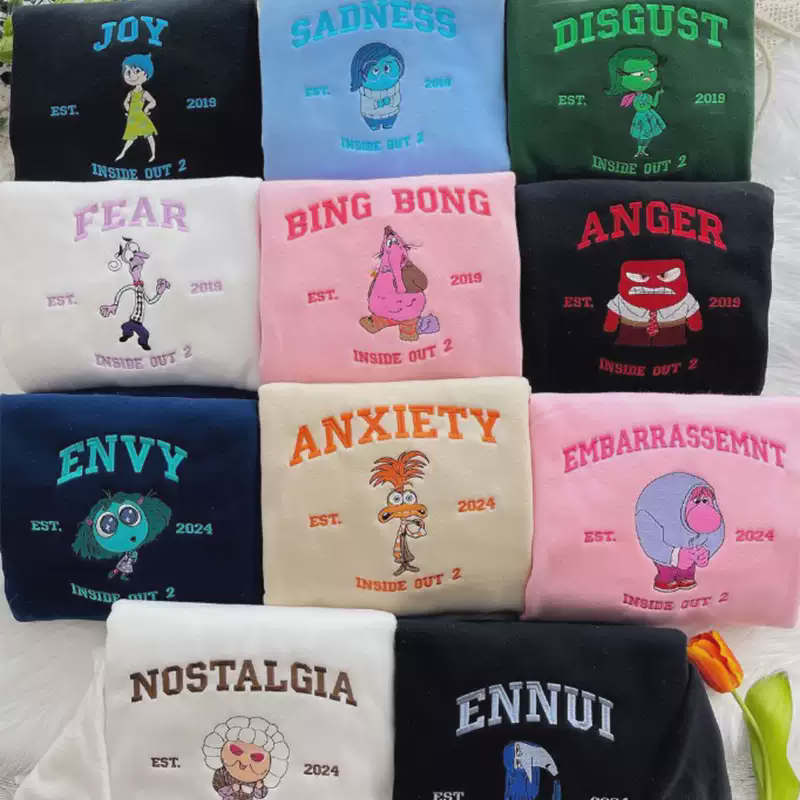 JOY
EST. 2019
INSIDE OUT 2
SADNESS
EST. 2019
INSIDE OUT 2
DISGUST
EST. 2019
INSIDE OUT 2
FEAR
EST. 2019
INSIDE OUT 2
BING BONG
EST. 2019
INSIDE OUT 2
ANGER
EST. 2019
INSIDE OUT 2
ENVY
EST. 2024
INSIDE OUT 2
ANXIETY
EST. 2024
INSIDE OUT 2
EMBARRASSEMNT
EST. 2024
INSIDE OUT 2
NOSTALGIA
EST. 2024
ENNUI
EST 2024